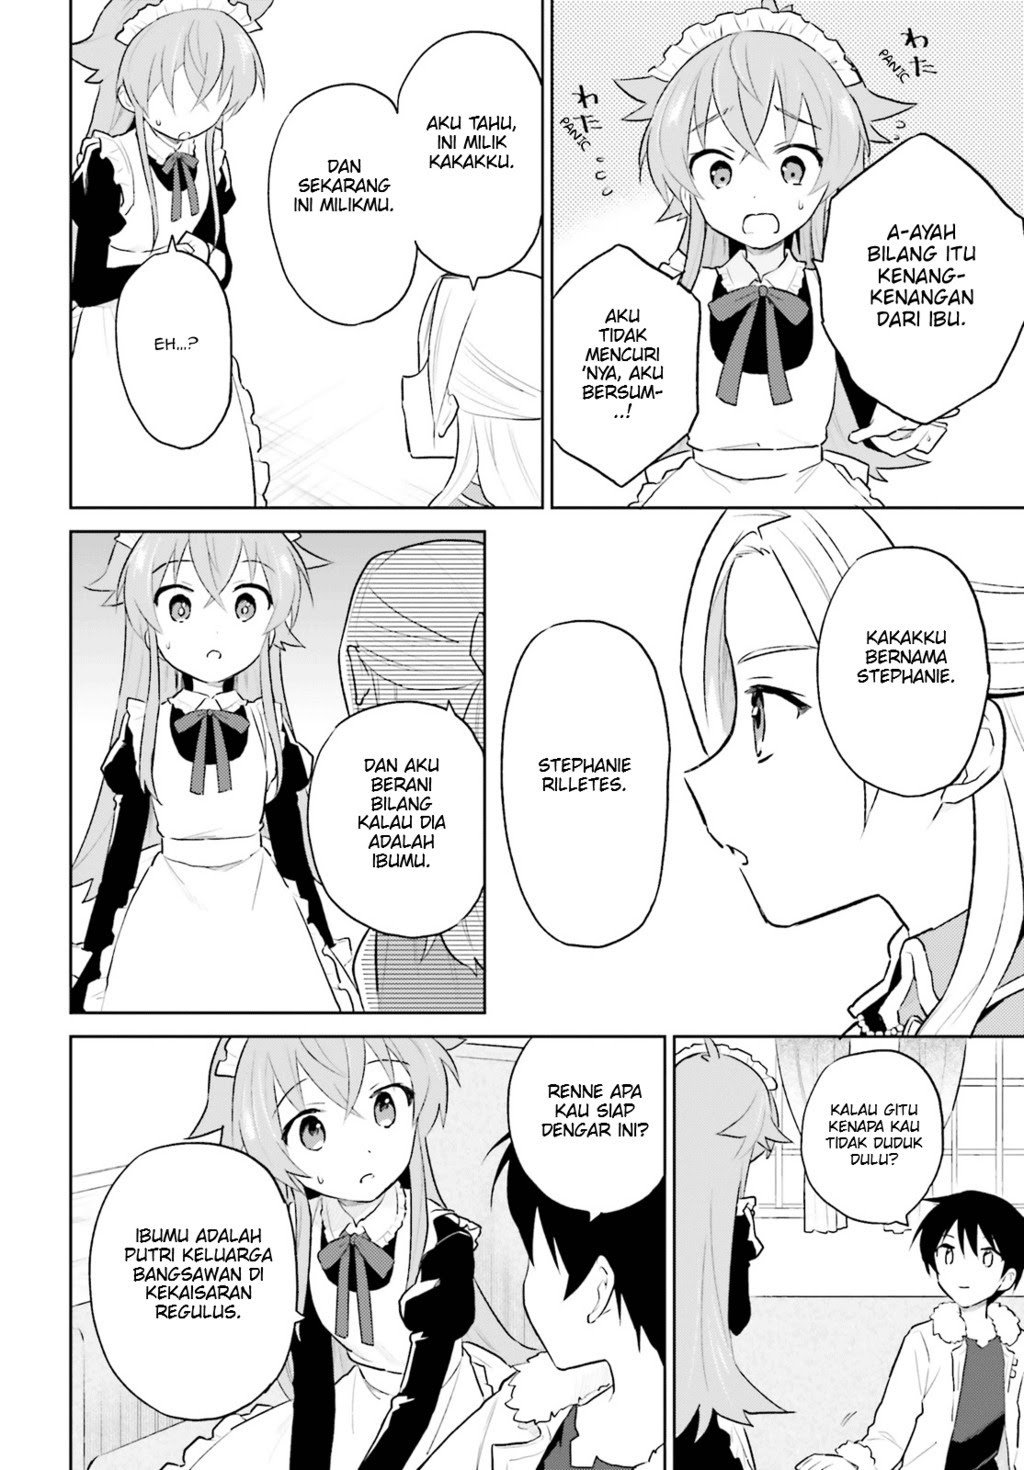 わた
PANIC
わた
PANIC
A-AYAH
BILANG ITU
KENANG-
KENANGAN
DARI IBU.
AKU
TIDAK
MENCURI
'NYA, AKU
BERSUM-
..!
AKU TAHU,
INI MILIK
KAKAKKU.
DAN
SEKARANG
INI MILIKMU.
EH...?
KAKAKKU
BERNAMA
STEPHANIE.
STEPHANIE
RILLETES.
DAN AKU
BERANI
BILANG
KALAU DIA
ADALAH
IBUMU.
KALAU GITU
KENAPA KAU
TIDAK DUDUK
DULU?
RENNE APA
KAU SIAP
DENGAR INI?
IBUMU ADALAH
PUTRI KELUARGA
BANGSAWAN DI
KEKAISARAN
REGULUS.